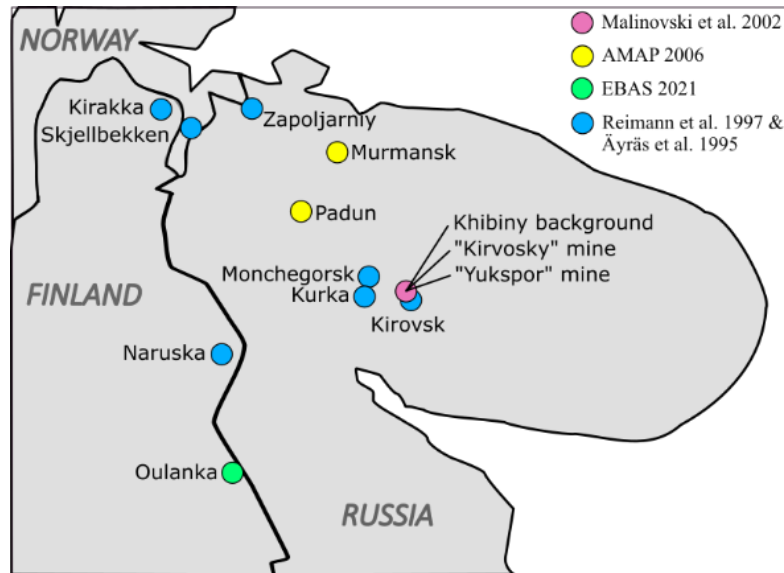 NORWAY
Malinovski et al. 2002
AMAP 2006
EBAS 2021
Reimann et al. 1997 &
Äyräs et al. 1995
Kirakka
Skjellbekken
Zapoljarniy
Murmansk
Padun
Khibiny background
"Kirvosky" mine
"Yukspor" mine
Monchegorsk
Kurka
Kirovsk
FINLAND
Naruska
Oulanka
RUSSIA